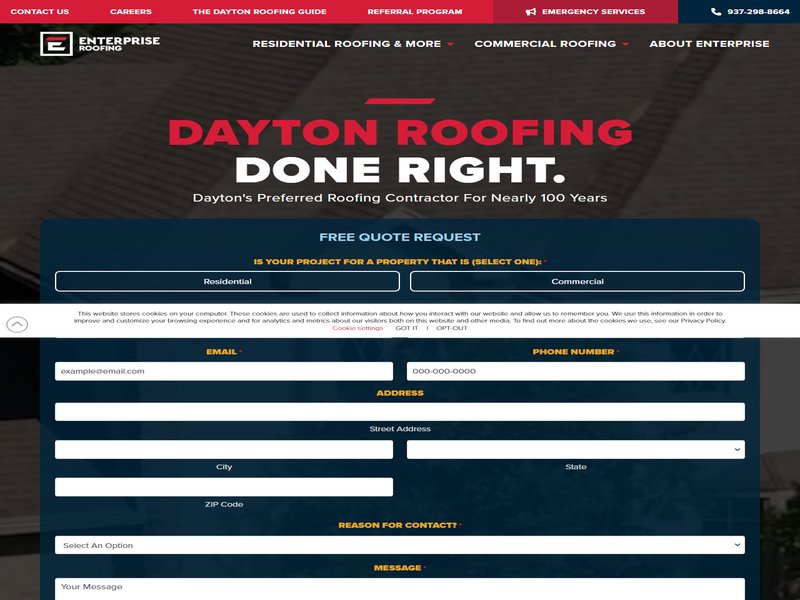 CONTACT US
CAREERS
THE DAYTON ROOFING GUIDE
REFERRAL PROGRAM
EMERGENCY SERVICES
937-298-8664
ENTERPRISE
ROOFING
RESIDENTIAL ROOFING & MORE
COMMERCIAL ROOFING
ABOUT ENTERPRISE
DAYTON ROOFING
DONE RIGHT.
Dayton's Preferred Roofing Contractor For Nearly 100 Years
FREE QUOTE REQUEST
IS YOUR PROJECT FOR A PROPERTY THAT IS (SELECT ONE): *
Residential
Commercial
This website stores cookies on your computer. These cookies are used to collect information about how you interact with our website and allow us to remember you. We use this information in order to
improve and customize your browsing experience and for analytics and metrics about our visitors both on this website and other media. To find out more about the cookies we use, see our Privacy Policy.
Cookie settings GOT IT | OPT-OUT
EMAIL *
PHONE NUMBER *
example@email.com
000-000-0000
ADDRESS
Street Address
City
State
ZIP Code
REASON FOR CONTACT? *
Select An Option
MESSAGE *
Your Message